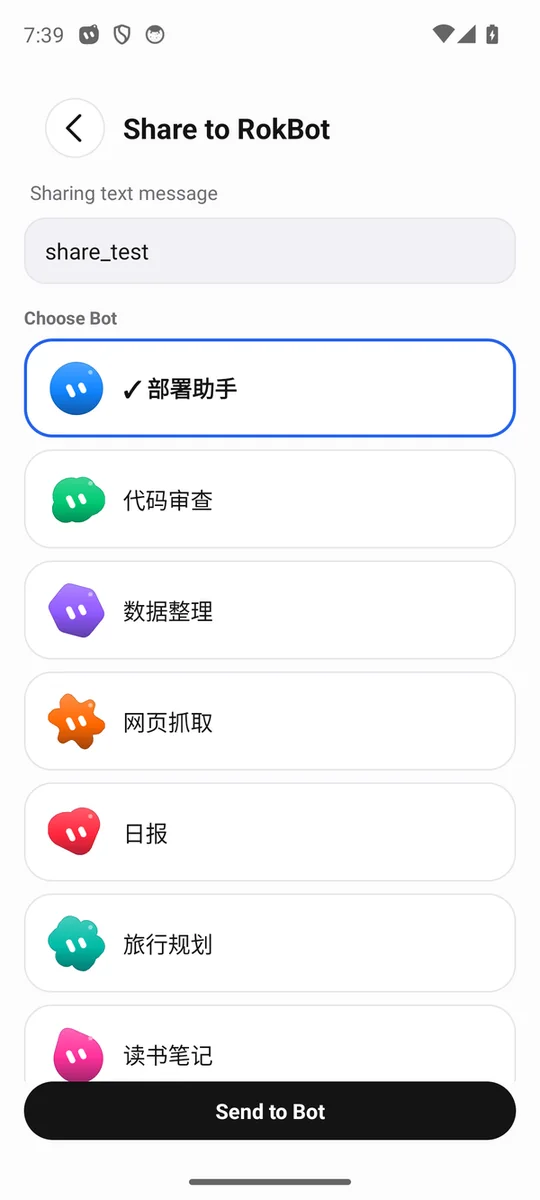 7:39
Share to RokBot
Sharing text message
share_test
Choose Bot
✓ 部署助手
代码审查
数据整理
网页抓取
日报
旅行规划
读书笔记
Send to Bot